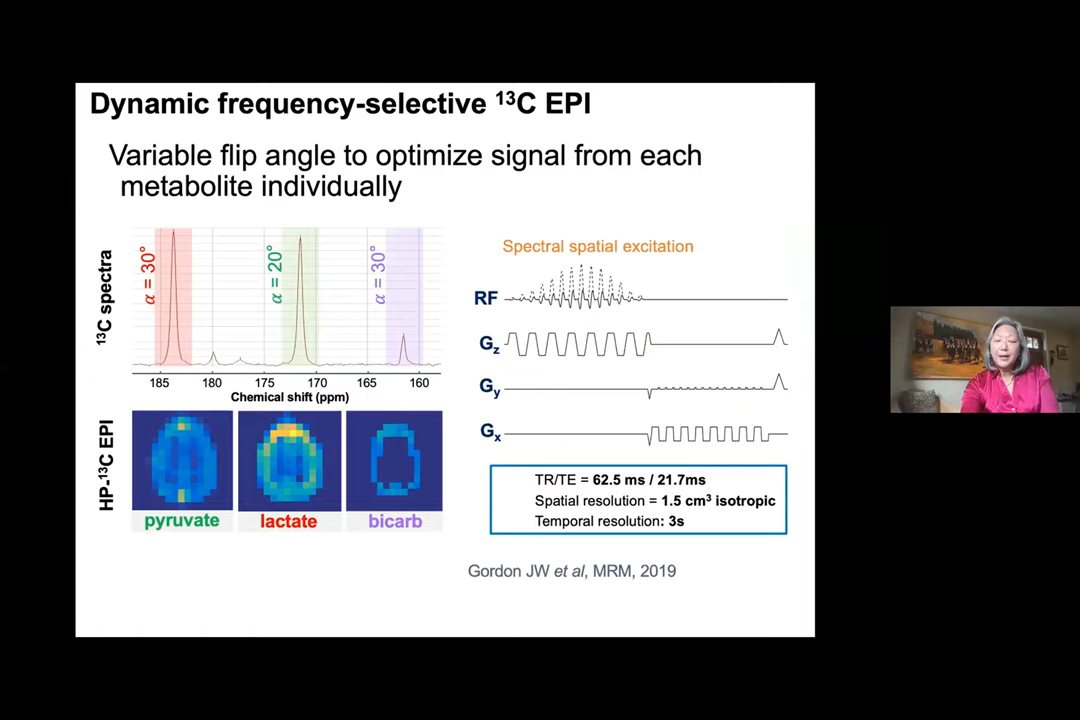 Dynamic frequency-selective ¹³C EPI
Variable flip angle to optimize signal from each
metabolite individually
¹³C spectra
α = 30°
α = 20°
α = 30°
185 180 175 170 165 160
Chemical shift (ppm)
HP-¹³C EPI
pyruvate lactate bicarb
Spectral spatial excitation
RF
Gz
Gy
Gx
TR/TE = 62.5 ms / 21.7ms
Spatial resolution = 1.5 cm³ isotropic
Temporal resolution: 3s
Gordon JW et al, MRM, 2019